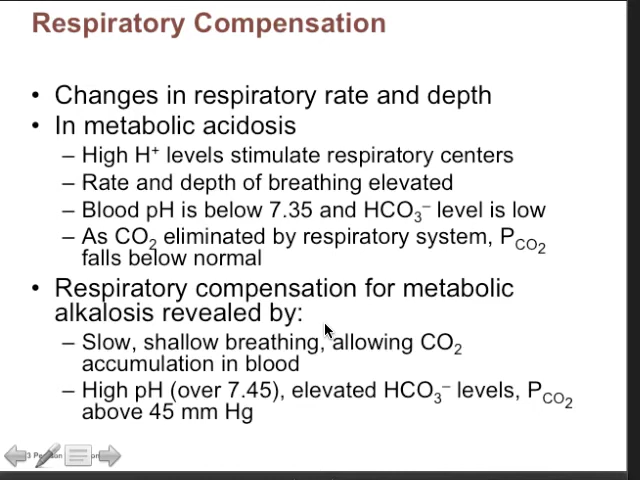 Respiratory Compensation
• Changes in respiratory rate and depth
• In metabolic acidosis
– High H⁺ levels stimulate respiratory centers
– Rate and depth of breathing elevated
– Blood pH is below 7.35 and HCO₃⁻ level is low
– As CO₂ eliminated by respiratory system, PCO₂
falls below normal
• Respiratory compensation for metabolic
alkalosis revealed by:
– Slow, shallow breathing, allowing CO₂
accumulation in blood
– High pH (over 7.45), elevated HCO₃⁻ levels, PCO₂
above 45 mm Hg